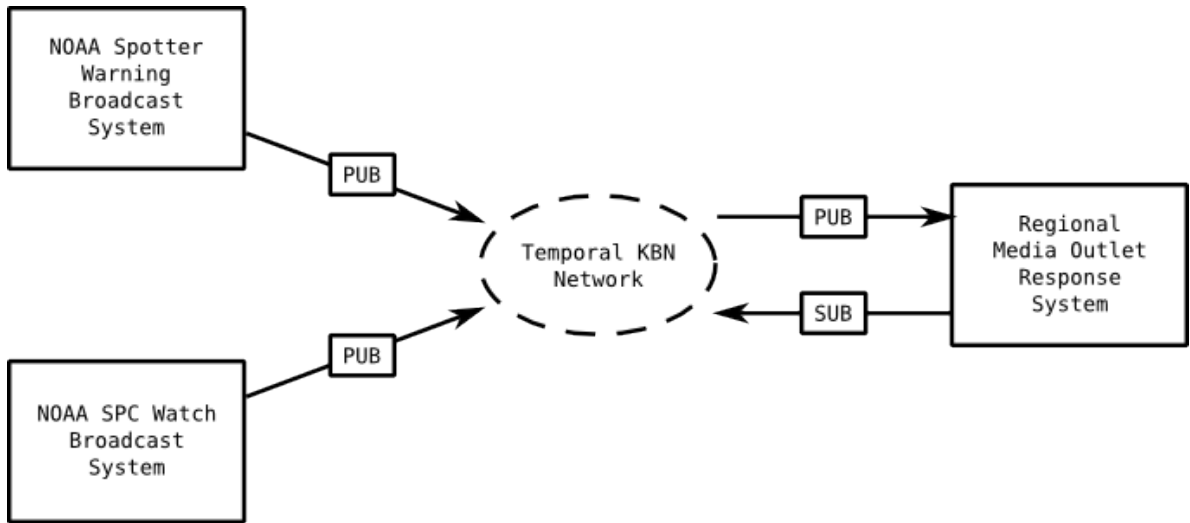 NOAA Spotter
Warning
Broadcast
System
PUB
Temporal KBN
Network
PUB
SUB
Regional
Media Outlet
Response
System
PUB
NOAA SPC Watch
Broadcast
System